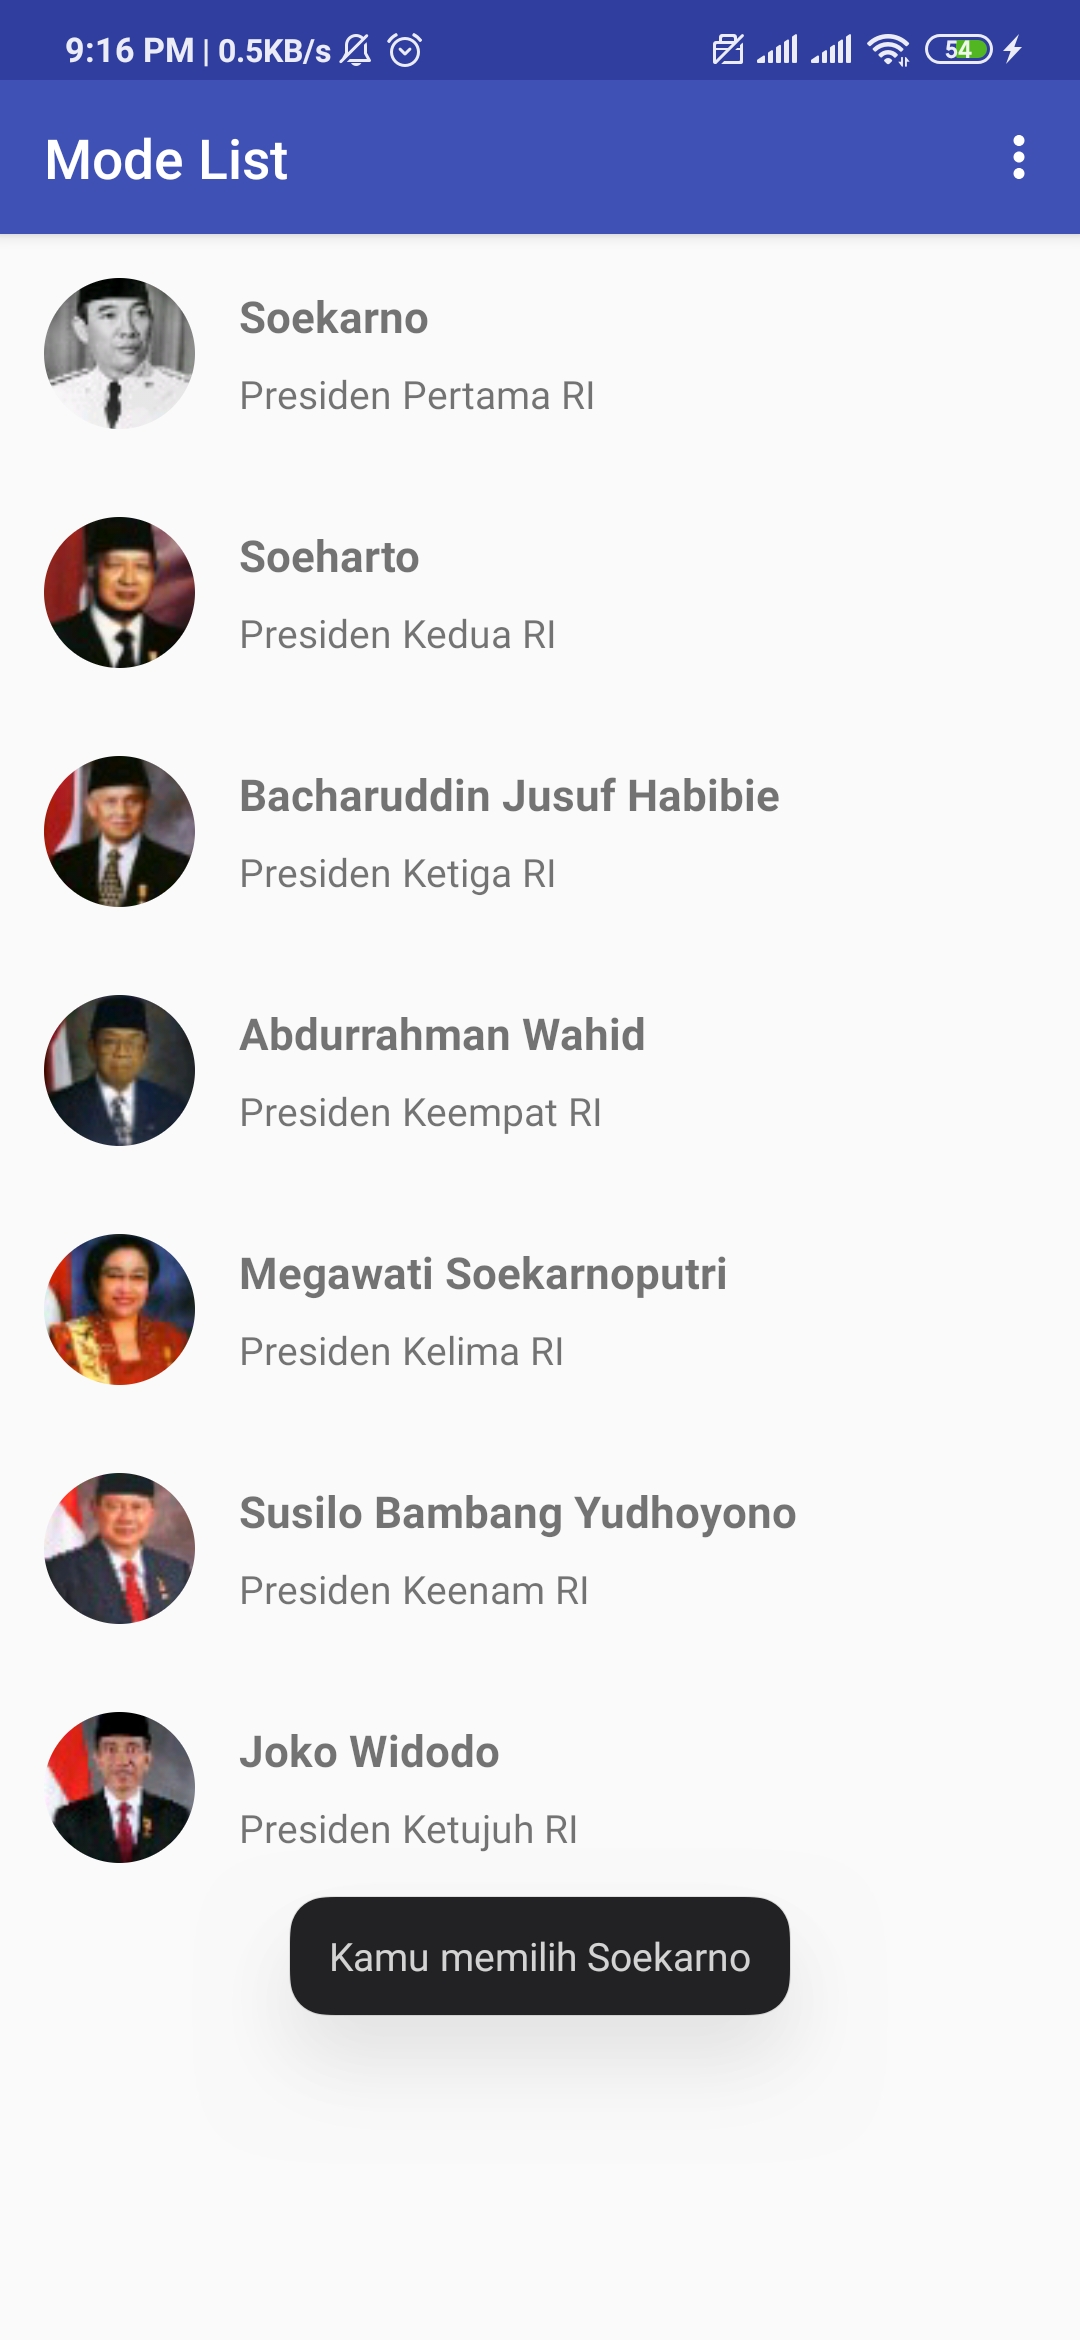 9:16 PM | 0.5KB/s 54
Mode List
Soekarno
Presiden Pertama RI
Soeharto
Presiden Kedua RI
Bacharuddin Jusuf Habibie
Presiden Ketiga RI
Abdurrahman Wahid
Presiden Keempat RI
Megawati Soekarnoputri
Presiden Kelima RI
Susilo Bambang Yudhoyono
Presiden Keenam RI
Joko Widodo
Presiden Ketujuh RI
Kamu memilih Soekarno